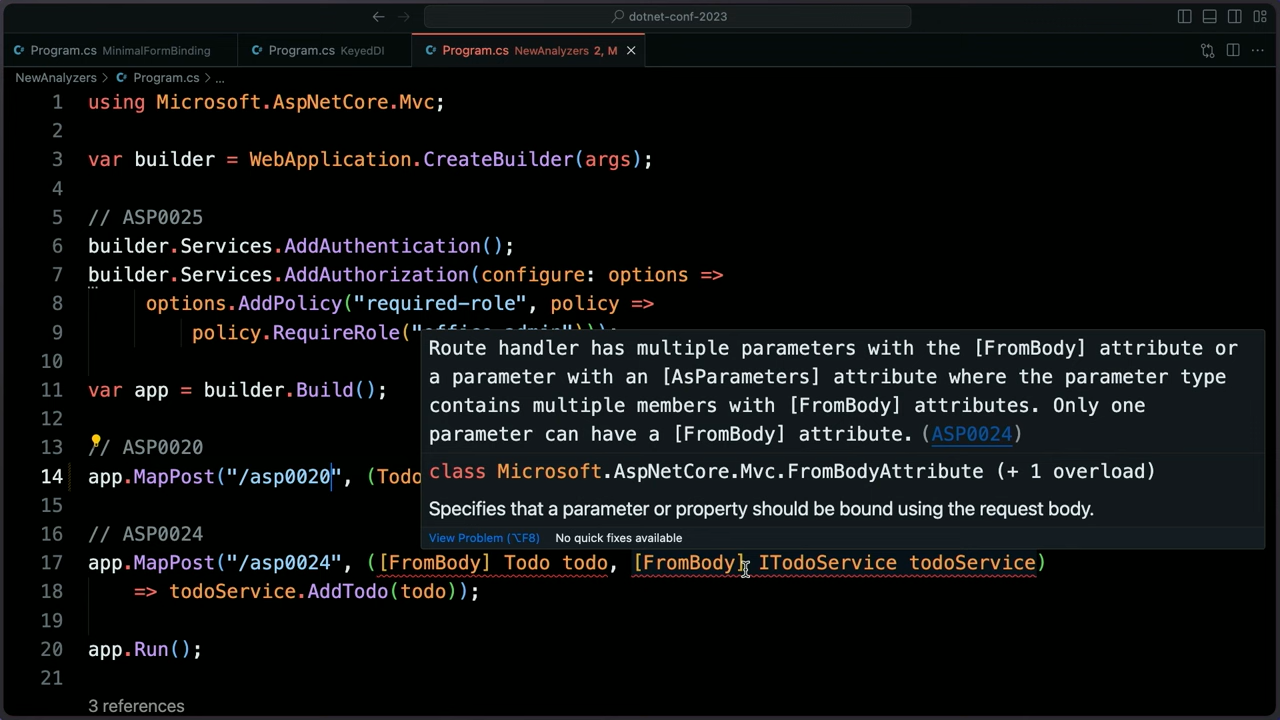 dotnet-conf-2023
Program.cs MinimalFormBinding
Program.cs KeyedDI
Program.cs NewAnalyzers 2, M
NewAnalyzers > Program.cs > ...
1 using Microsoft.AspNetCore.Mvc;
2
3 var builder = WebApplication.CreateBuilder(args);
4
5 // ASP0025
6 builder.Services.AddAuthentication();
7 builder.Services.AddAuthorization(configure: options =>
8 options.AddPolicy("required-role", policy =>
9 policy.RequireRole("office-admin")));
10
11 var app = builder.Build();
12
13 // ASP0020
14 app.MapPost("/asp0020", (Todo
15
16 // ASP0024
17 app.MapPost("/asp0024", ([FromBody] Todo todo, [FromBody] ITodoService todoService)
18 => todoService.AddTodo(todo));
19
20 app.Run();
21
3 references
Route handler has multiple parameters with the [FromBody] attribute or
a parameter with an [AsParameters] attribute where the parameter type
contains multiple members with [FromBody] attributes. Only one
parameter can have a [FromBody] attribute. (ASP0024)
class Microsoft.AspNetCore.Mvc.FromBodyAttribute (+ 1 overload)
Specifies that a parameter or property should be bound using the request body.
View Problem (⌥F8) No quick fixes available